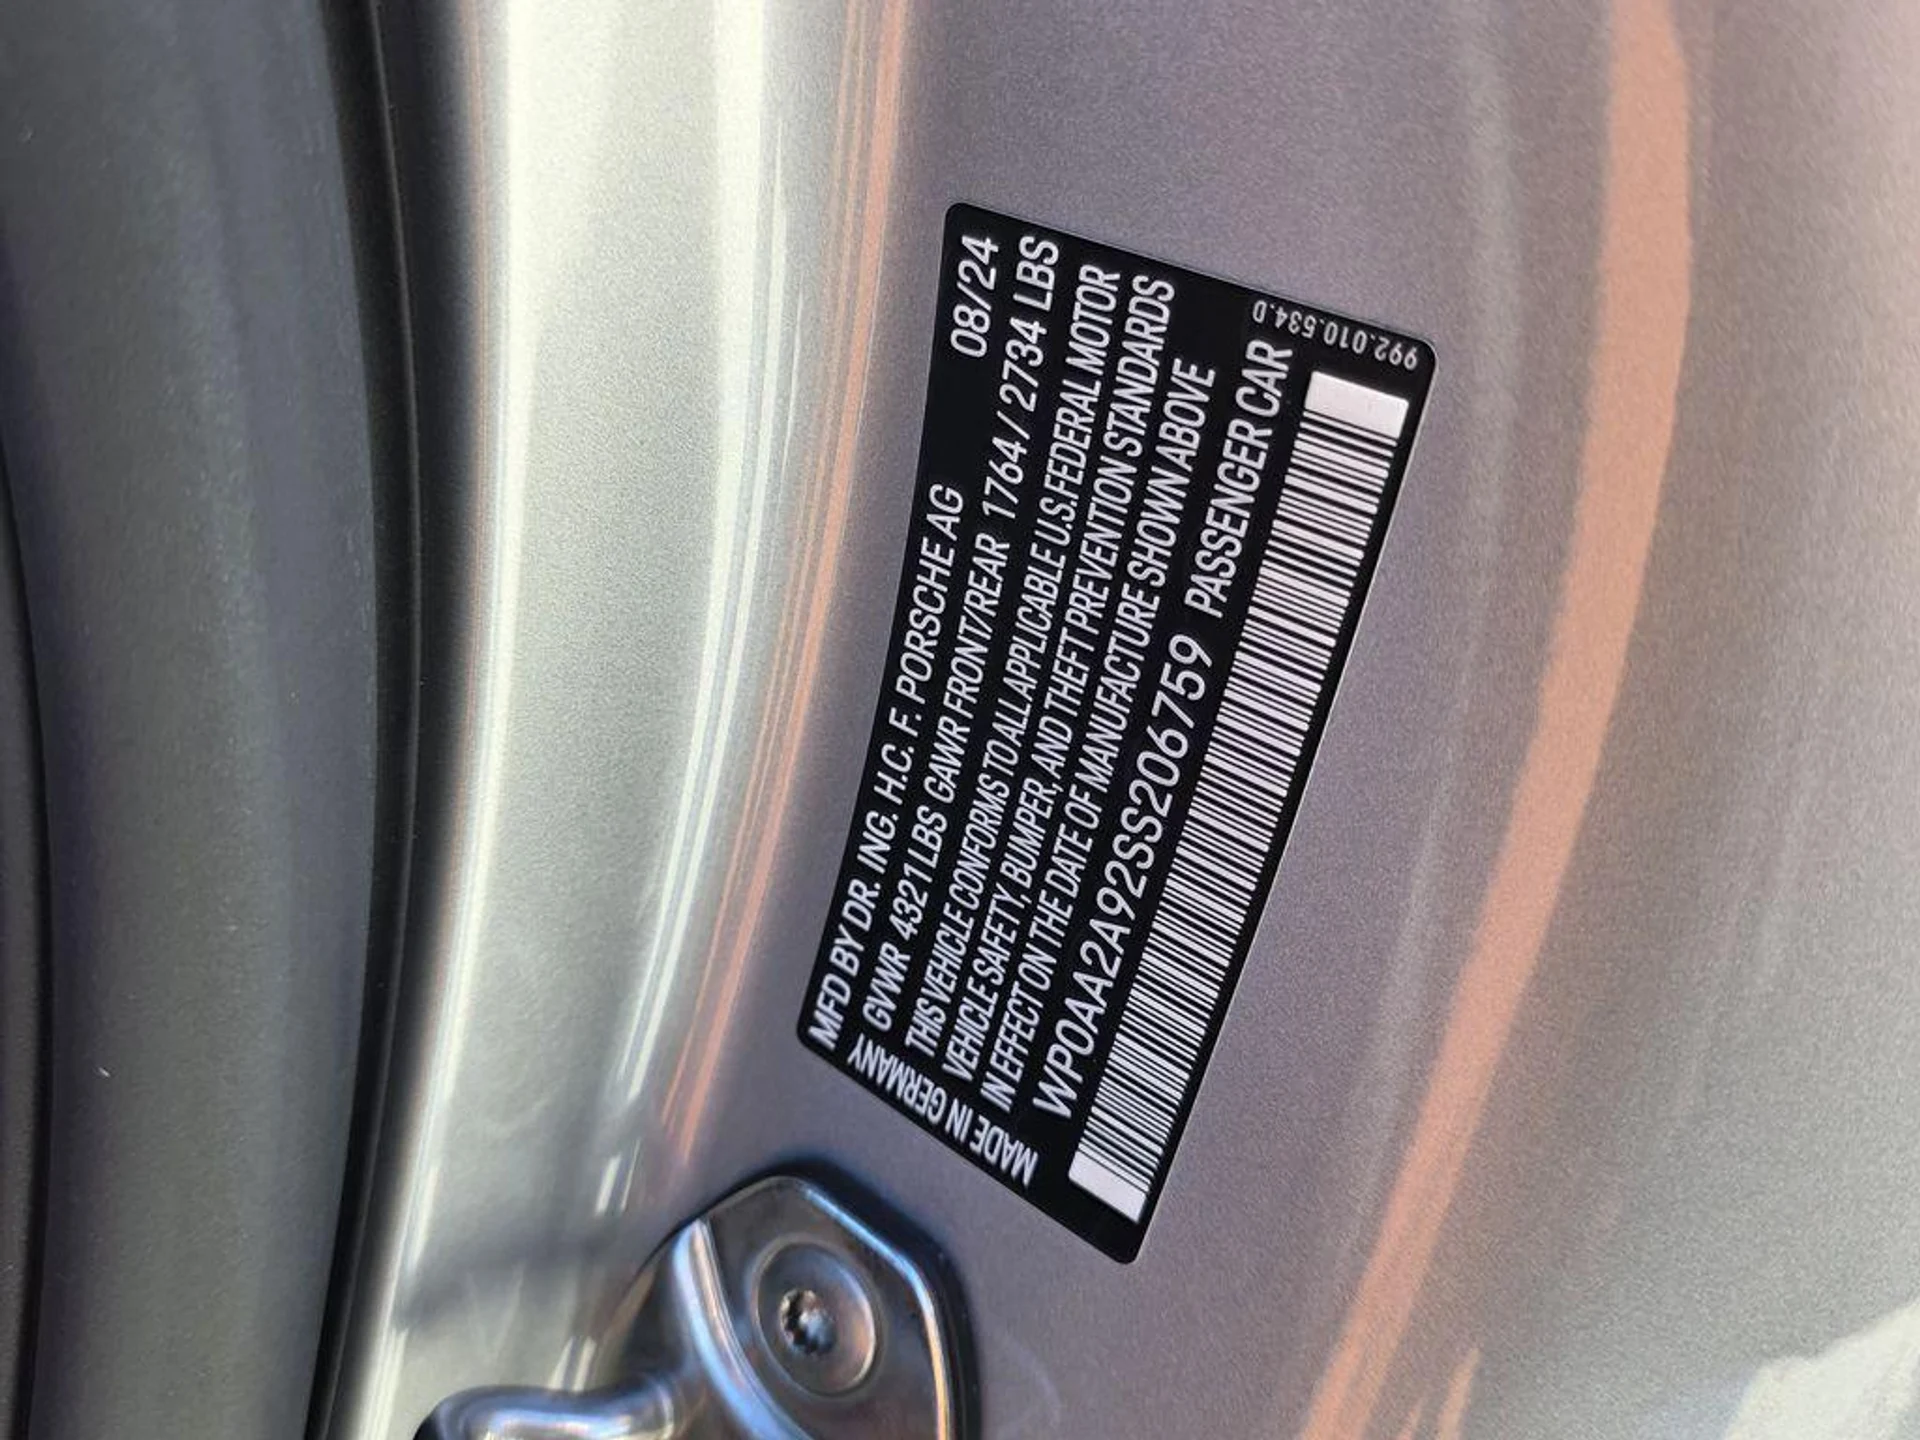 MFD BY DR. ING. H.C. F. PORSCHE AG 08/24
GVWR 4321 LBS GAWR FRONT/REAR 1764 / 2734 LBS
THIS VEHICLE CONFORMS TO ALL APPLICABLE U.S. FEDERAL MOTOR
VEHICLE SAFETY, BUMPER, AND THEFT PREVENTION STANDARDS
IN EFFECT ON THE DATE OF MANUFACTURE SHOWN ABOVE
WP0AA2A92SS206759 PASSENGER CAR
MADE IN GERMANY
992.010.534.D